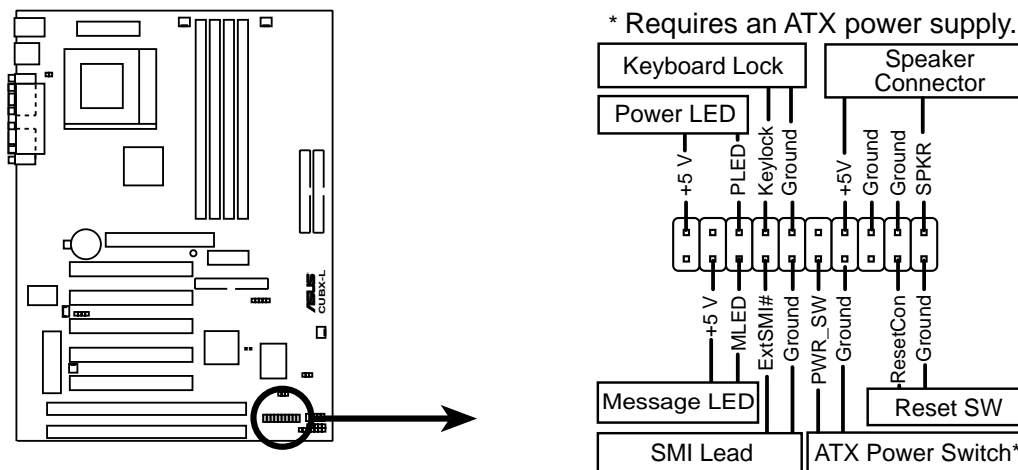 * Requires an ATX power supply.
Keyboard Lock
Speaker
Connector
Power LED
+5 V
PLED
Keylock
Ground
+5V
Ground
Ground
SPKR
ASUS
CUBX-L
+5 V
MLED
ExtSMI#
Ground
PWR_SW
Ground
ResetCon
Ground
Message LED
Reset SW
SMI Lead
ATX Power Switch*